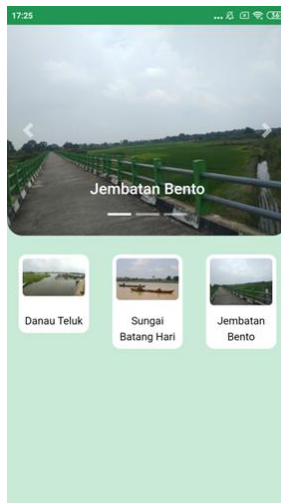 17:25
...
Jembatan Bento
Danau Teluk
Sungai
Batang Hari
Jembatan
Bento